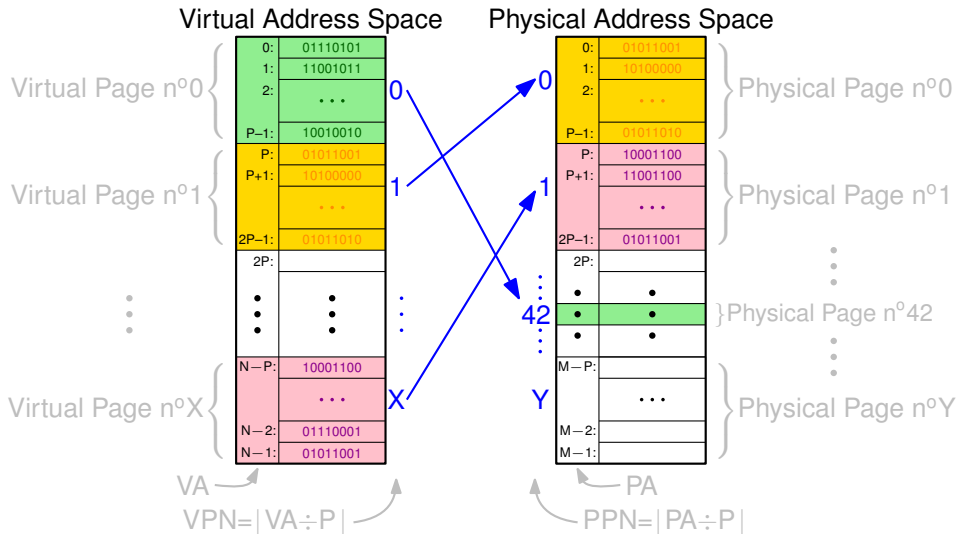 Virtual Address Space
Physical Address Space
Virtual Page nº0
0: 01110101
1: 11001011
2: ···
P–1: 10010010
0
Virtual Page nº1
P: 01011001
P+1: 10100000
···
2P–1: 01011010
1
2P:
Virtual Page nºX
N–P: 10001100
···
N–2: 01110001
N–1: 01011001
X
VA
VPN=|VA÷P|
0
0: 01011001
1: 10100000
2: ···
P–1: 01011010
Physical Page nº0
1
P: 10001100
P+1: 11001100
···
2P–1: 01011001
Physical Page nº1
2P:
42
Physical Page nº42
Y
M–P:
···
M–2:
M–1:
Physical Page nºY
PA
PPN=|PA÷P|